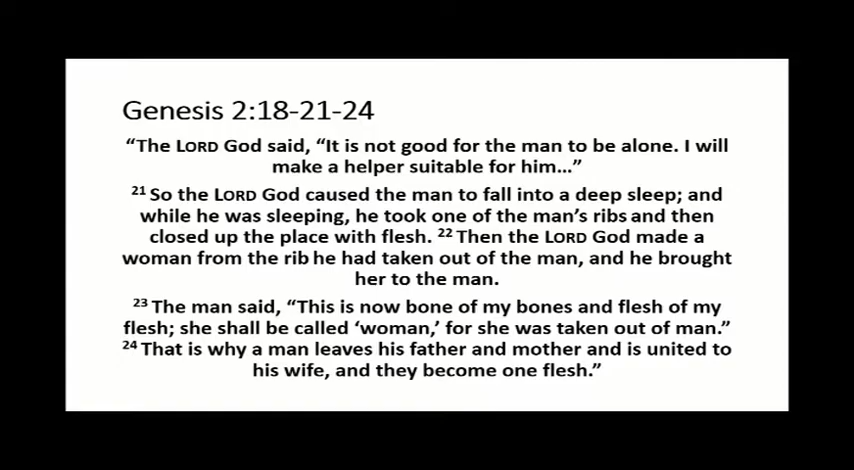 Genesis 2:18-21-24
“The LORD God said, “It is not good for the man to be alone. I will
make a helper suitable for him…”
21 So the LORD God caused the man to fall into a deep sleep; and
while he was sleeping, he took one of the man’s ribs and then
closed up the place with flesh. 22 Then the LORD God made a
woman from the rib he had taken out of the man, and he brought
her to the man.
23 The man said, “This is now bone of my bones and flesh of my
flesh; she shall be called ‘woman,’ for she was taken out of man.”
24 That is why a man leaves his father and mother and is united to
his wife, and they become one flesh.”